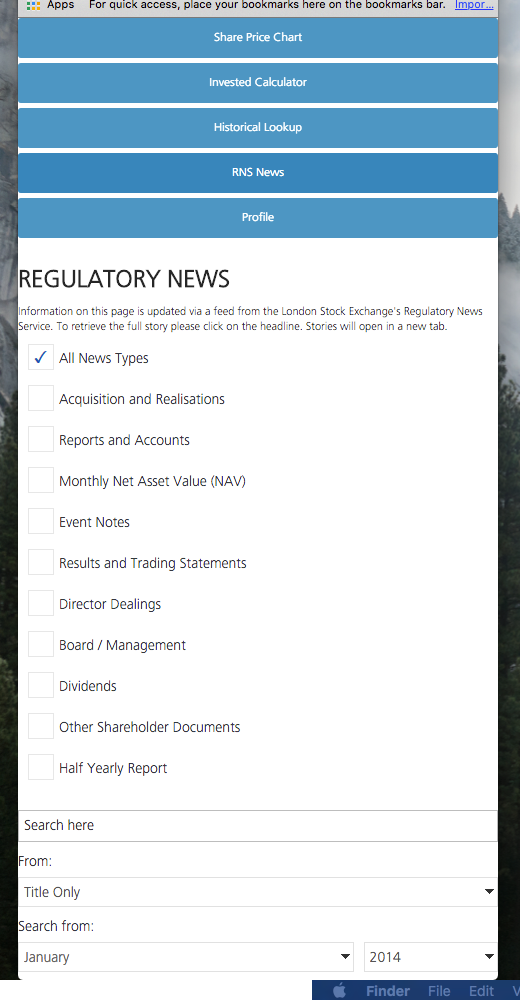 Apps For quick access, place your bookmarks here on the bookmarks bar. Impor...
Share Price Chart
Invested Calculator
Historical Lookup
RNS News
Profile
REGULATORY NEWS
Information on this page is updated via a feed from the London Stock Exchange's Regulatory News
Service. To retrieve the full story please click on the headline. Stories will open in a new tab.
All News Types
Acquisition and Realisations
Reports and Accounts
Monthly Net Asset Value (NAV)
Event Notes
Results and Trading Statements
Director Dealings
Board / Management
Dividends
Other Shareholder Documents
Half Yearly Report
Search here
From:
Title Only
Search from:
January 2014
Finder File Edit V